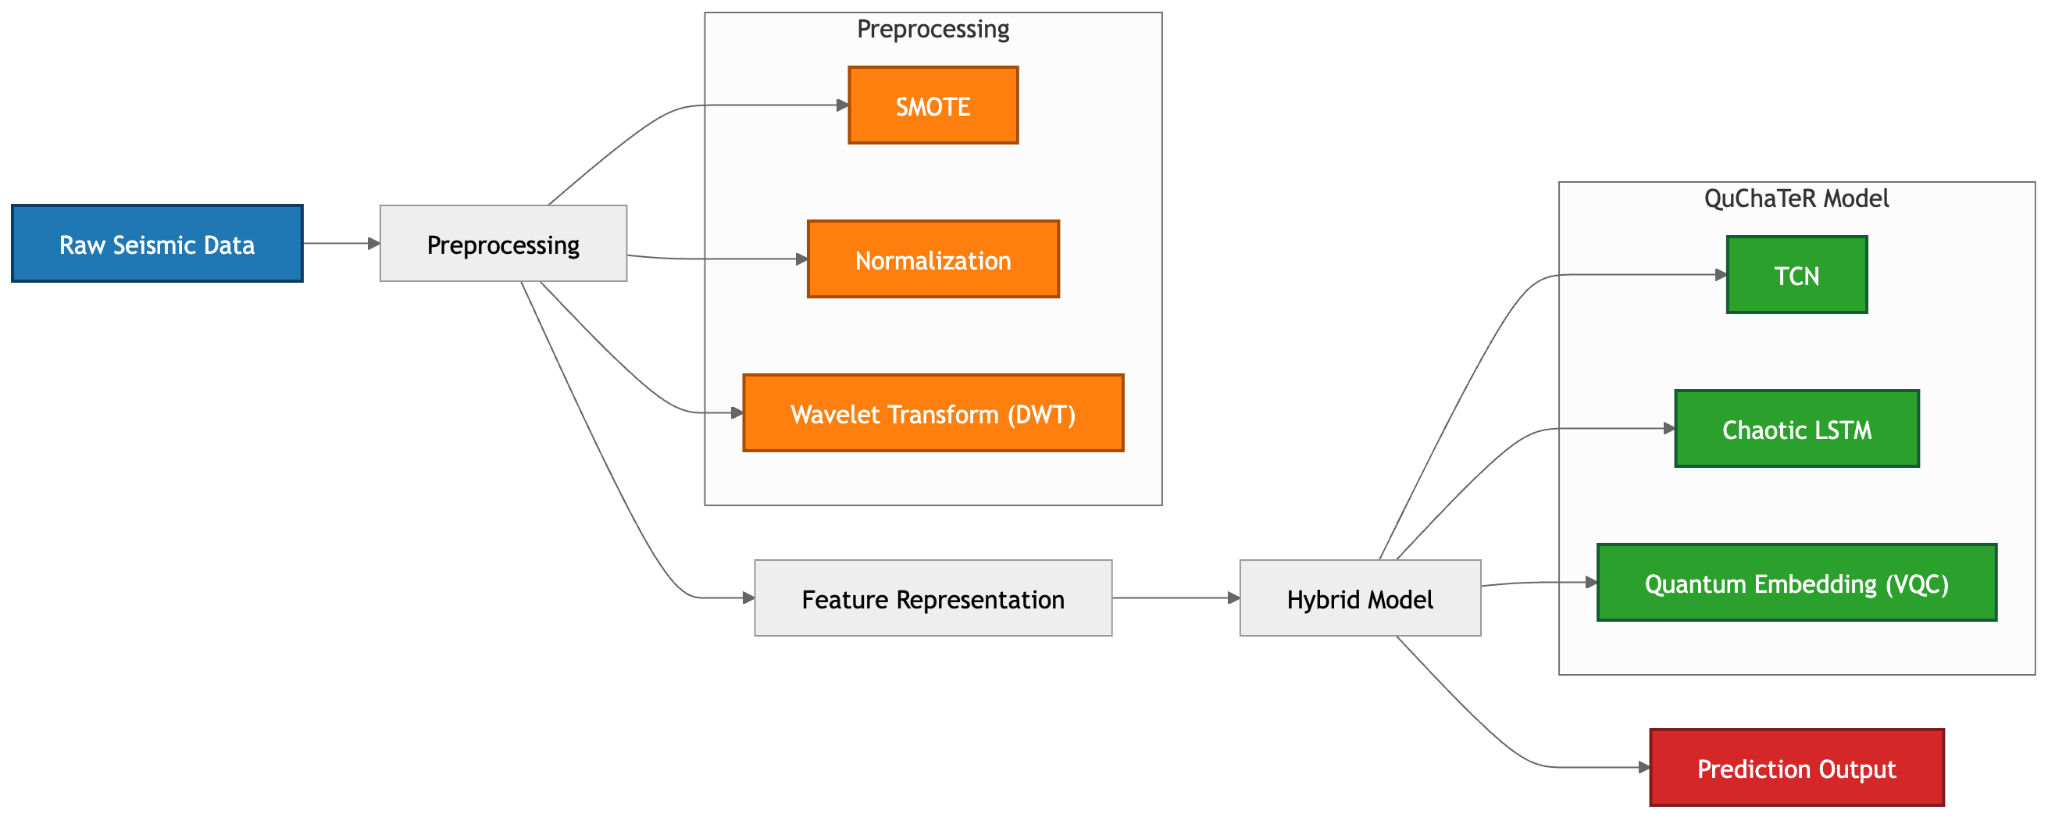 Raw Seismic Data
Preprocessing
Preprocessing
SMOTE
Normalization
Wavelet Transform (DWT)
Feature Representation
Hybrid Model
QuChaTeR Model
TCN
Chaotic LSTM
Quantum Embedding (VQC)
Prediction Output